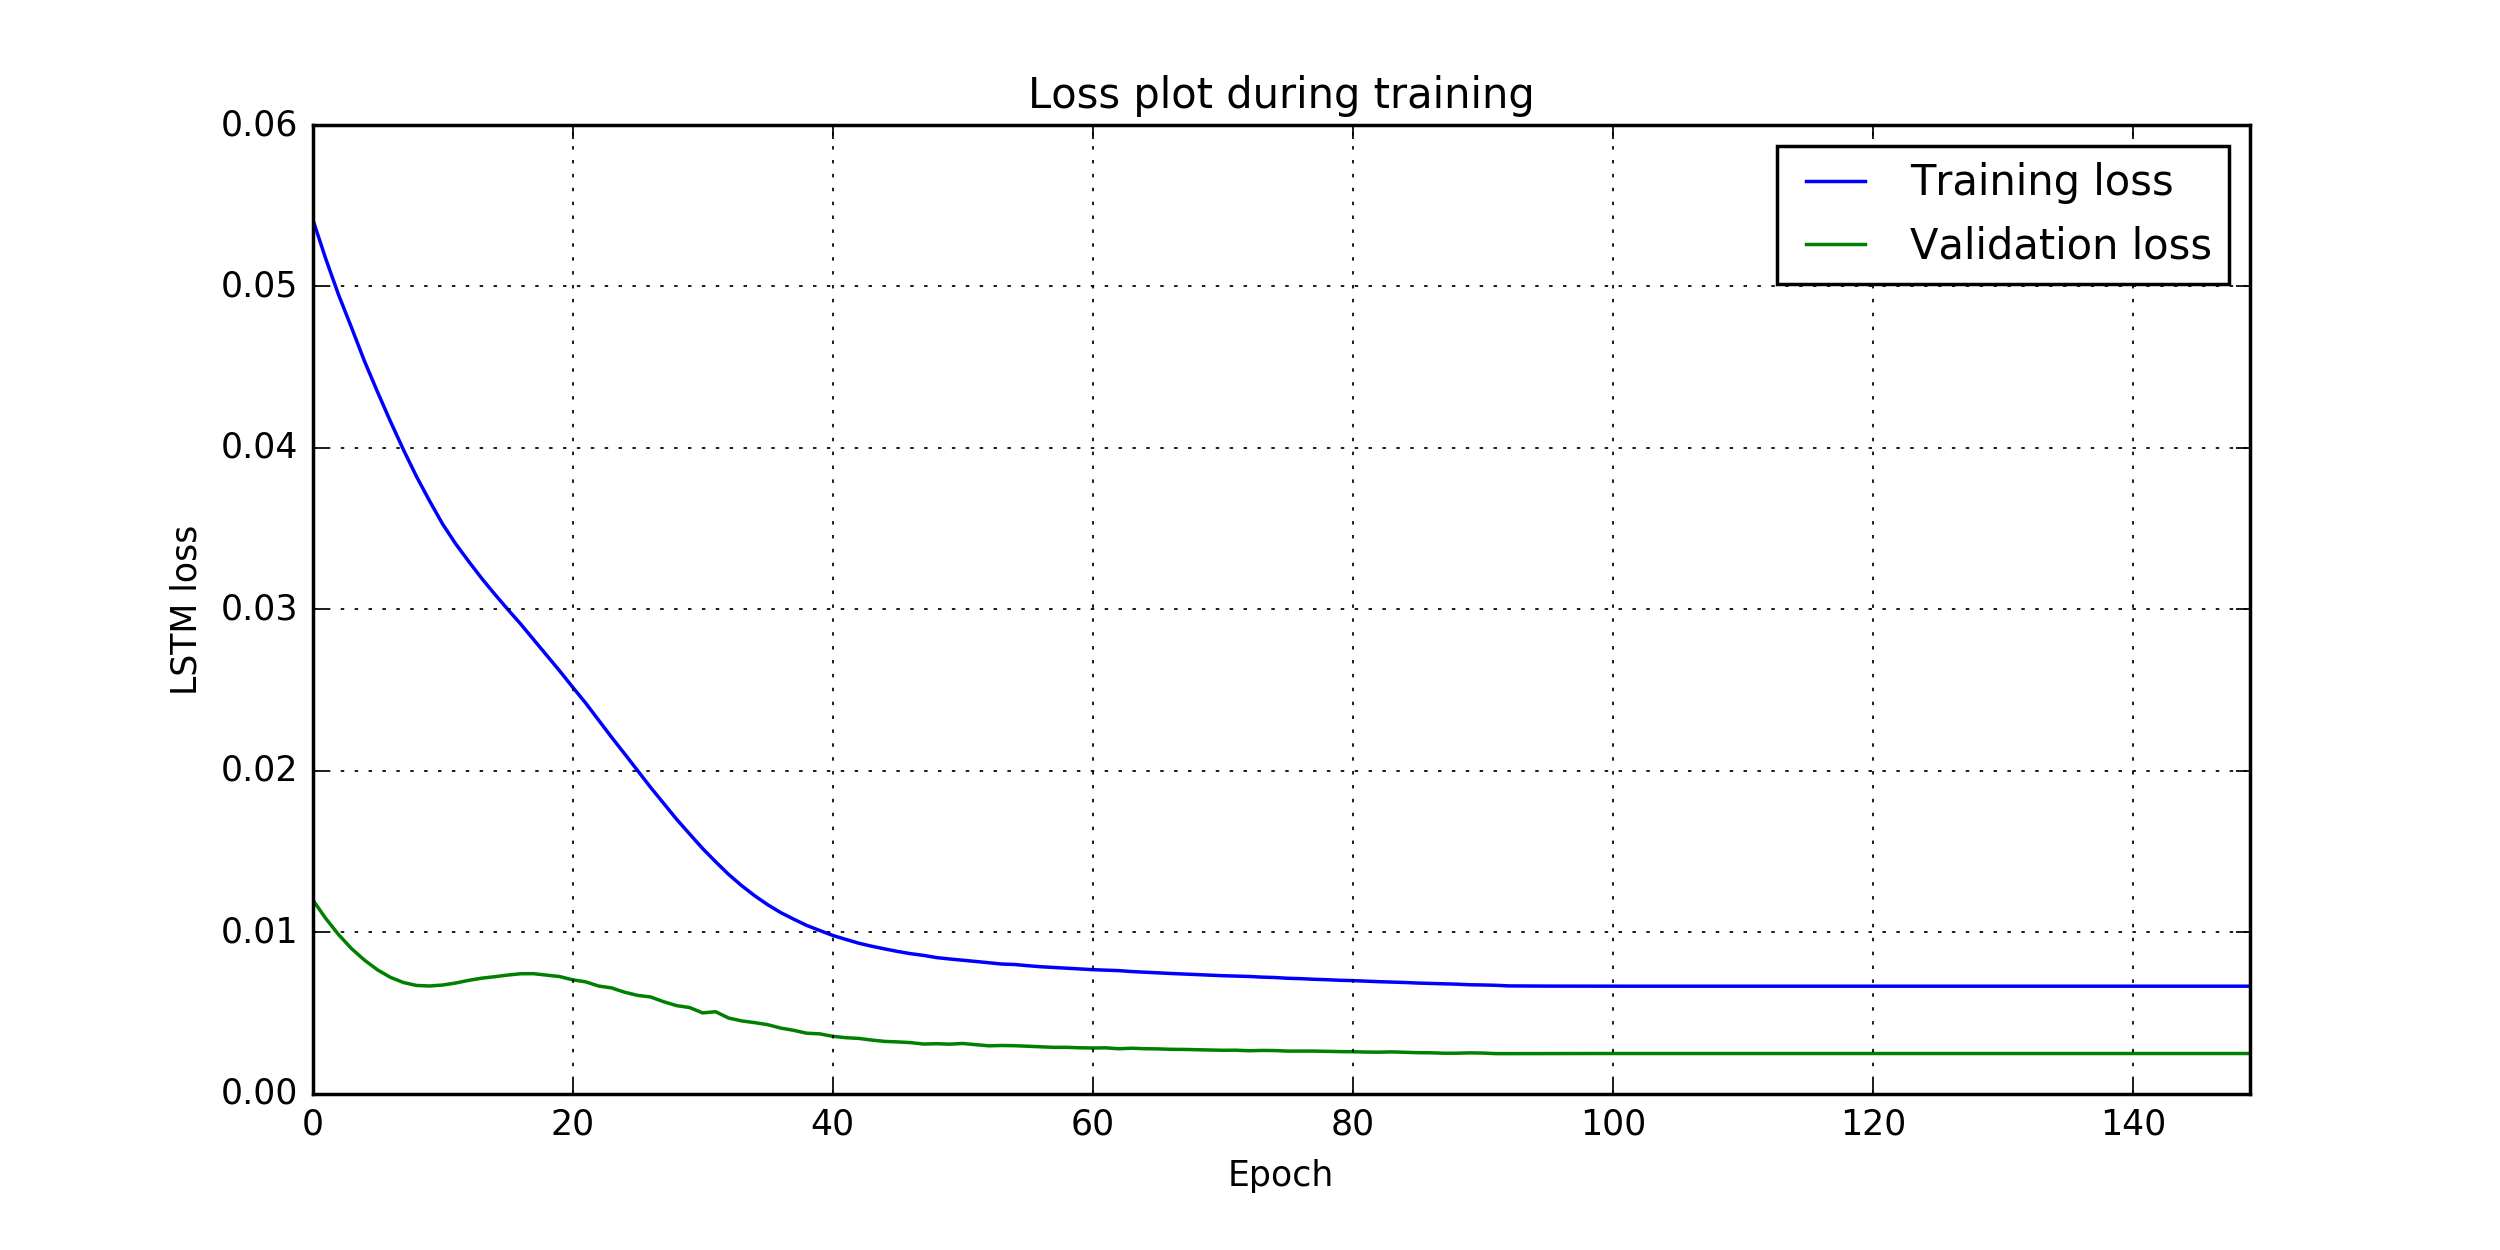 Loss plot during training
Training loss
Validation loss
0.06
0.05
0.04
0.03
0.02
0.01
0.00
LSTM loss
0 20 40 60 80 100 120 140
Epoch